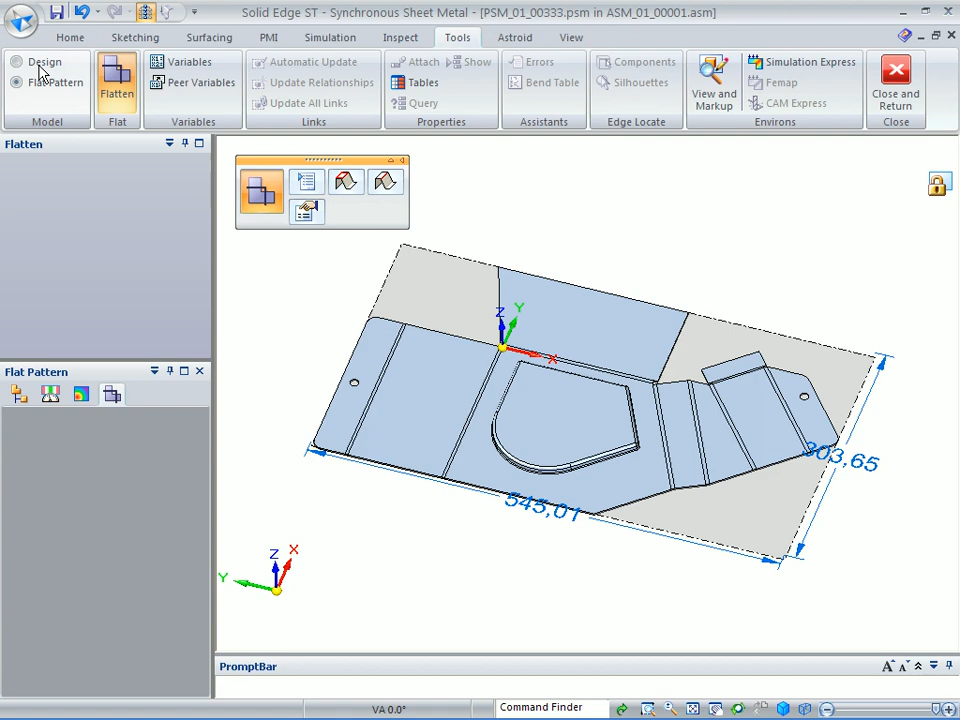 Solid Edge ST - Synchronous Sheet Metal - [PSM_01_00333.psm in ASM_01_00001.asm]
Home Sketching Surfacing PMI Simulation Inspect Tools Astroid View
Design Variables Automatic Update Attach Show Errors Components Simulation Express
Flat Pattern Peer Variables Update Relationships Tables Bend Table Silhouettes Femap
Flatten View and Markup Close and Return
Update All Links Query CAM Express
Model Flat Variables Links Properties Assistants Edge Locate Environs Close
Flatten
Z Y
X
303,65
Flat Pattern
545,01
Z X
Y
PromptBar
VA 0.0° Command Finder